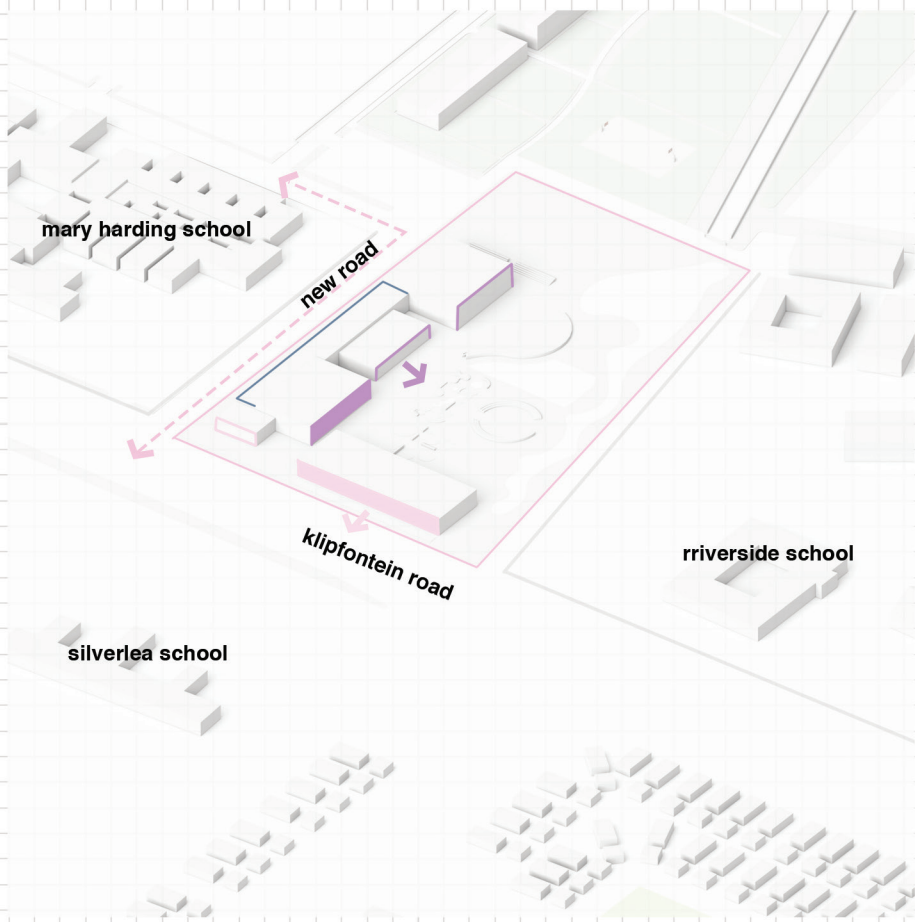 mary harding school
new road
klipfontein road
rriverside school
silverlea school